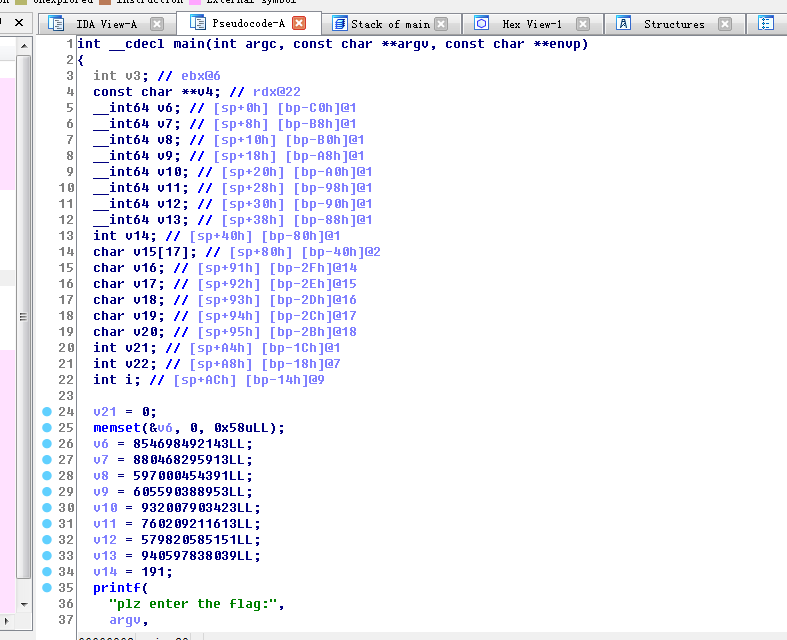 unexplored
External symbol
IDA View-A
Pseudocode-A
Stack of main
Hex View-1
Structures
1 int __cdecl main(int argc, const char **argv, const char **envp)
2 {
3 int v3; // ebx@6
4 const char **v4; // rdx@22
5 __int64 v6; // [sp+0h] [bp-C0h]@1
6 __int64 v7; // [sp+8h] [bp-B8h]@1
7 __int64 v8; // [sp+10h] [bp-B0h]@1
8 __int64 v9; // [sp+18h] [bp-A8h]@1
9 __int64 v10; // [sp+20h] [bp-A0h]@1
10 __int64 v11; // [sp+28h] [bp-98h]@1
11 __int64 v12; // [sp+30h] [bp-90h]@1
12 __int64 v13; // [sp+38h] [bp-88h]@1
13 int v14; // [sp+40h] [bp-80h]@1
14 char v15[17]; // [sp+80h] [bp-40h]@2
15 char v16; // [sp+91h] [bp-2Fh]@14
16 char v17; // [sp+92h] [bp-2Eh]@15
17 char v18; // [sp+93h] [bp-2Dh]@16
18 char v19; // [sp+94h] [bp-2Ch]@17
19 char v20; // [sp+95h] [bp-2Bh]@18
20 int v21; // [sp+A4h] [bp-1Ch]@1
21 int v22; // [sp+A8h] [bp-18h]@7
22 int i; // [sp+ACh] [bp-14h]@9
23
24 v21 = 0;
25 memset(&v6, 0, 0x58uLL);
26 v6 = 854698492143LL;
27 v7 = 880468295913LL;
28 v8 = 597000454391LL;
29 v9 = 605590388953LL;
30 v10 = 932007903423LL;
31 v11 = 760209211613LL;
32 v12 = 579820585151LL;
33 v13 = 940597838039LL;
34 v14 = 191;
35 printf(
36 "plz enter the flag:",
37 argv,